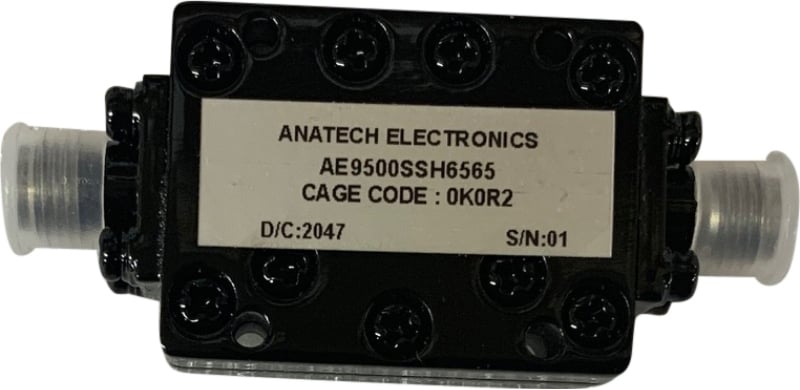 ANATECH ELECTRONICS
AE9500SSH6565
CAGE CODE : 0K0R2
D/C:2047 S/N:01